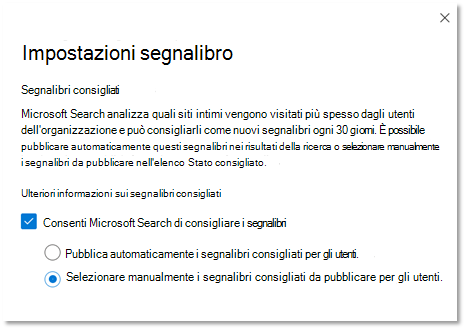 Impostazioni segnalibro
Segnalibri consigliati
Microsoft Search analizza quali siti intimi vengono visitati più spesso dagli utenti
dell'organizzazione e può consigliarli come nuovi segnalibri ogni 30 giorni. È possibile
pubblicare automaticamente questi segnalibri nei risultati della ricerca o selezionare manualmente
i segnalibri da pubblicare nell'elenco Stato consigliato.
Ulteriori informazioni sui segnalibri consigliati
Consenti Microsoft Search di consigliare i segnalibri
Pubblica automaticamente i segnalibri consigliati per gli utenti.
Selezionare manualmente i segnalibri consigliati da pubblicare per gli utenti.